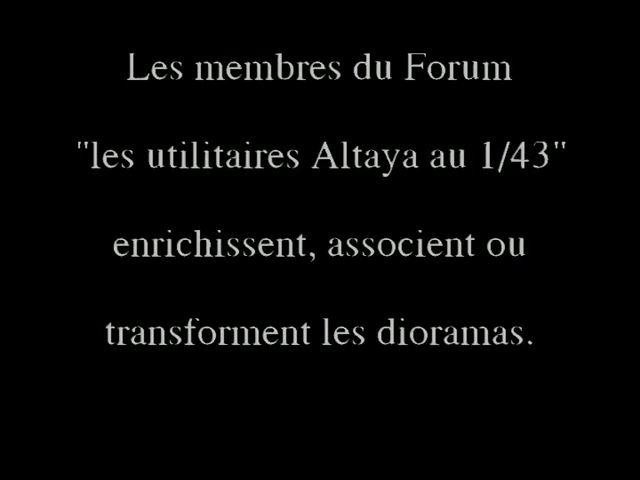 Les membres du Forum
"les utilitaires Altaya au 1/43"
enrichissent, associent ou
transforment les dioramas.